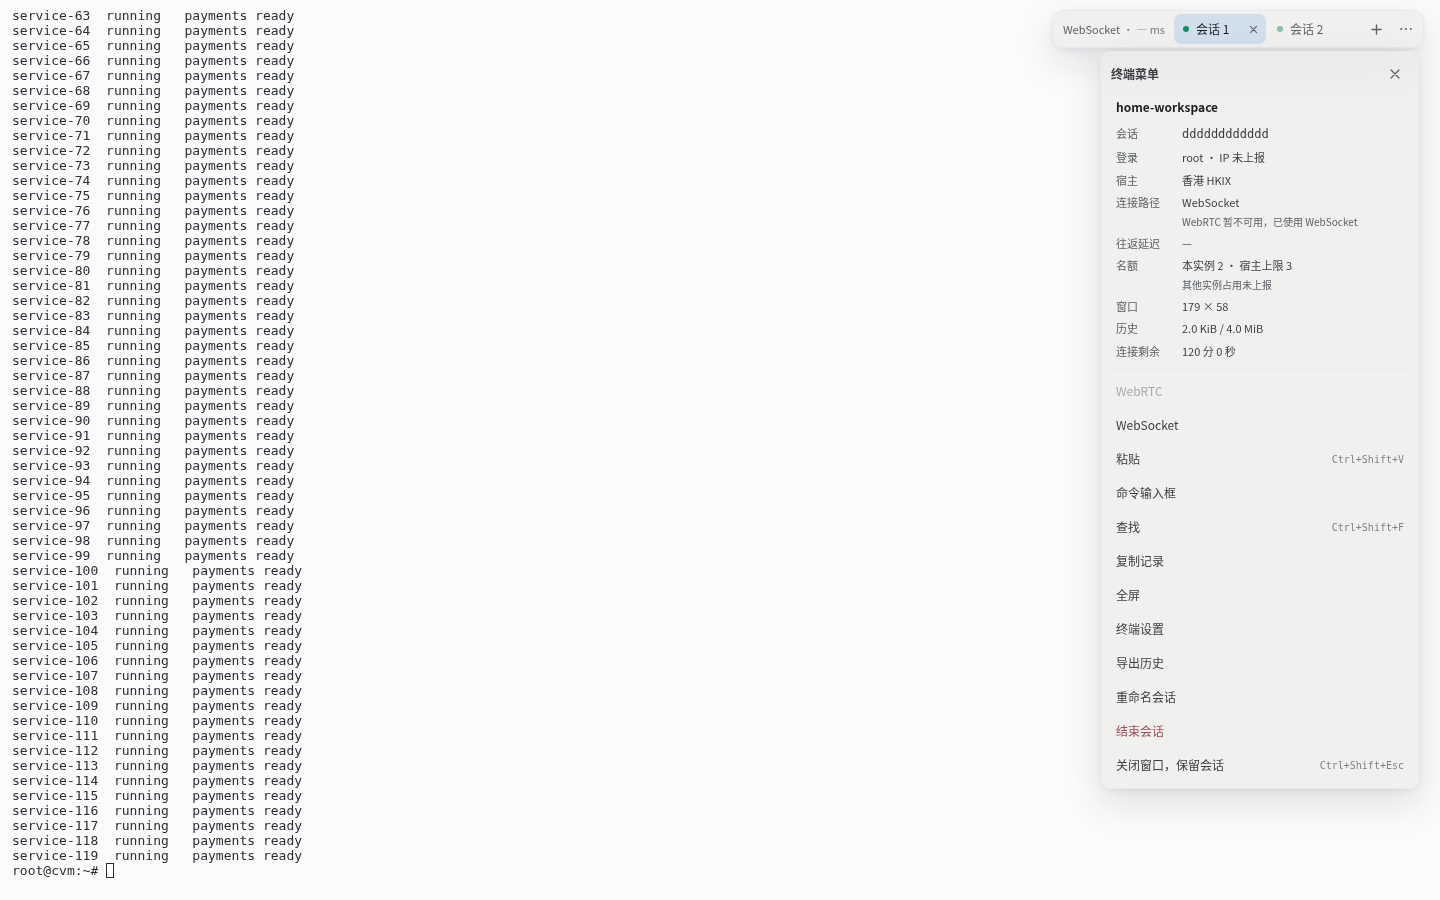 service-63  running   payments ready
service-64  running   payments ready
service-65  running   payments ready
service-66  running   payments ready
service-67  running   payments ready
service-68  running   payments ready
service-69  running   payments ready
service-70  running   payments ready
service-71  running   payments ready
service-72  running   payments ready
service-73  running   payments ready
service-74  running   payments ready
service-75  running   payments ready
service-76  running   payments ready
service-77  running   payments ready
service-78  running   payments ready
service-79  running   payments ready
service-80  running   payments ready
service-81  running   payments ready
service-82  running   payments ready
service-83  running   payments ready
service-84  running   payments ready
service-85  running   payments ready
service-86  running   payments ready
service-87  running   payments ready
service-88  running   payments ready
service-89  running   payments ready
service-90  running   payments ready
service-91  running   payments ready
service-92  running   payments ready
service-93  running   payments ready
service-94  running   payments ready
service-95  running   payments ready
service-96  running   payments ready
service-97  running   payments ready
service-98  running   payments ready
service-99  running   payments ready
service-100  running   payments ready
service-101  running   payments ready
service-102  running   payments ready
service-103  running   payments ready
service-104  running   payments ready
service-105  running   payments ready
service-106  running   payments ready
service-107  running   payments ready
service-108  running   payments ready
service-109  running   payments ready
service-110  running   payments ready
service-111  running   payments ready
service-112  running   payments ready
service-113  running   payments ready
service-114  running   payments ready
service-115  running   payments ready
service-116  running   payments ready
service-117  running   payments ready
service-118  running   payments ready
service-119  running   payments ready
root@cvm:~#
WebSocket · — ms 会话 1 会话 2
终端菜单
home-workspace
会话 dddddddddddd
登录 root · IP 未上报
宿主 香港 HKIX
连接路径 WebSocket
WebRTC 暂不可用，已使用 WebSocket
往返延迟 —
名额 本实例 2 · 宿主上限 3
其他实例占用未上报
窗口 179 × 58
历史 2.0 KiB / 4.0 MiB
连接剩余 120 分 0 秒
WebRTC
WebSocket
粘贴 Ctrl+Shift+V
命令输入框
查找 Ctrl+Shift+F
复制记录
全屏
终端设置
导出历史
重命名会话
结束会话
关闭窗口，保留会话 Ctrl+Shift+Esc